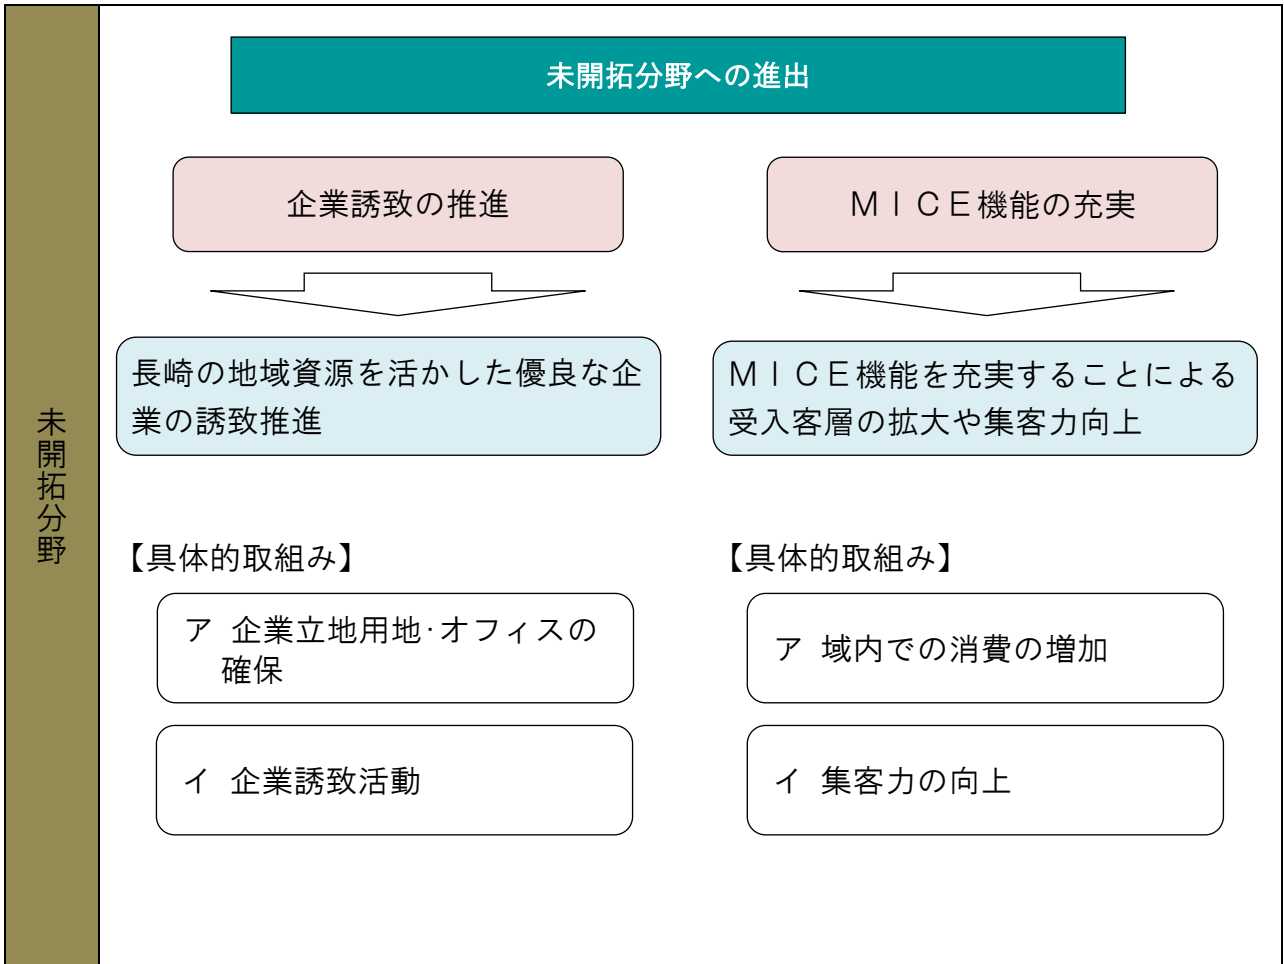 未開拓分野
未開拓分野への進出
企業誘致の推進
長崎の地域資源を活かした優良な企
業の誘致推進
【具体的取組み】
ア 企業立地用地･オフィスの
確保
イ 企業誘致活動
ＭＩＣＥ機能の充実
ＭＩＣＥ機能を充実することによる
受入客層の拡大や集客力向上
【具体的取組み】
ア 域内での消費の増加
イ 集客力の向上